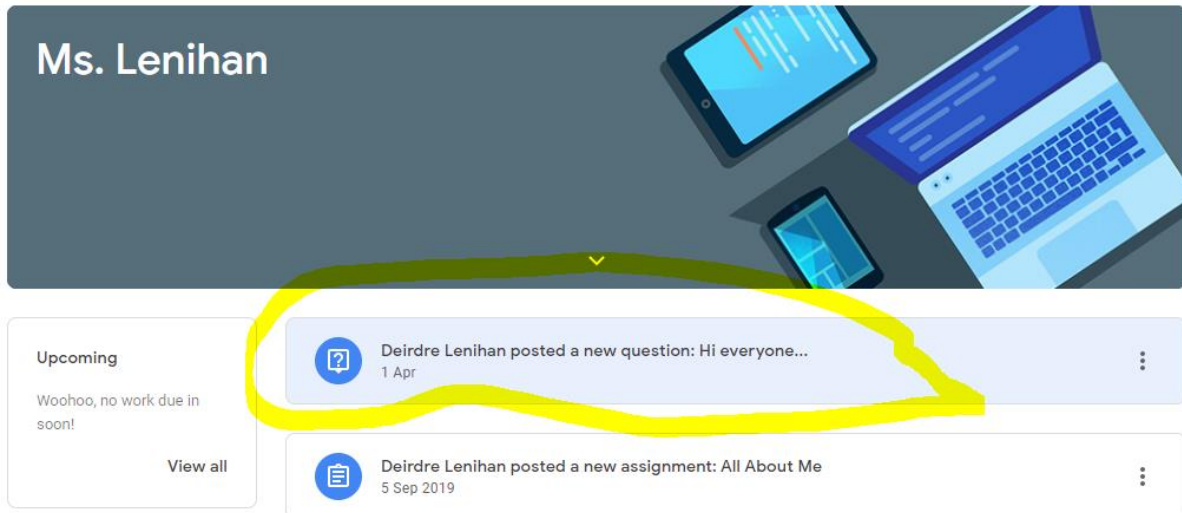 Ms. Lenihan
Upcoming
Woohoo, no work due in
soon!
View all
Deirdre Lenihan posted a new question: Hi everyone...
1 Apr
Deirdre Lenihan posted a new assignment: All About Me
5 Sep 2019